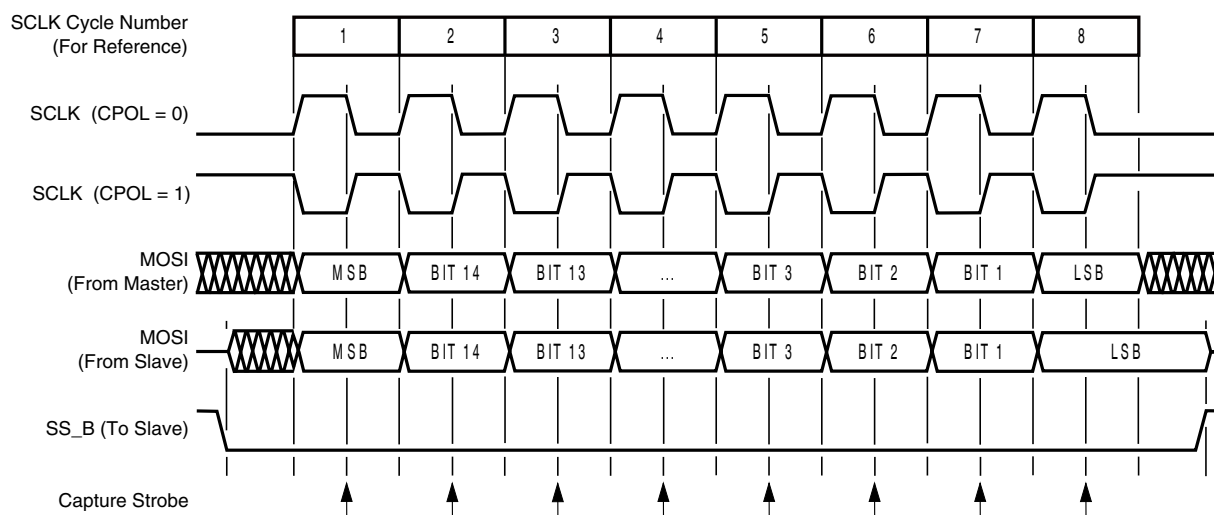 SCLK Cycle Number
(For Reference)
1 2 3 4 5 6 7 8
SCLK (CPOL = 0)
SCLK (CPOL = 1)
MOSI
(From Master)
MSB BIT 14 BIT 13 ... BIT 3 BIT 2 BIT 1 LSB
MOSI
(From Slave)
MSB BIT 14 BIT 13 ... BIT 3 BIT 2 BIT 1 LSB
SS_B (To Slave)
Capture Strobe